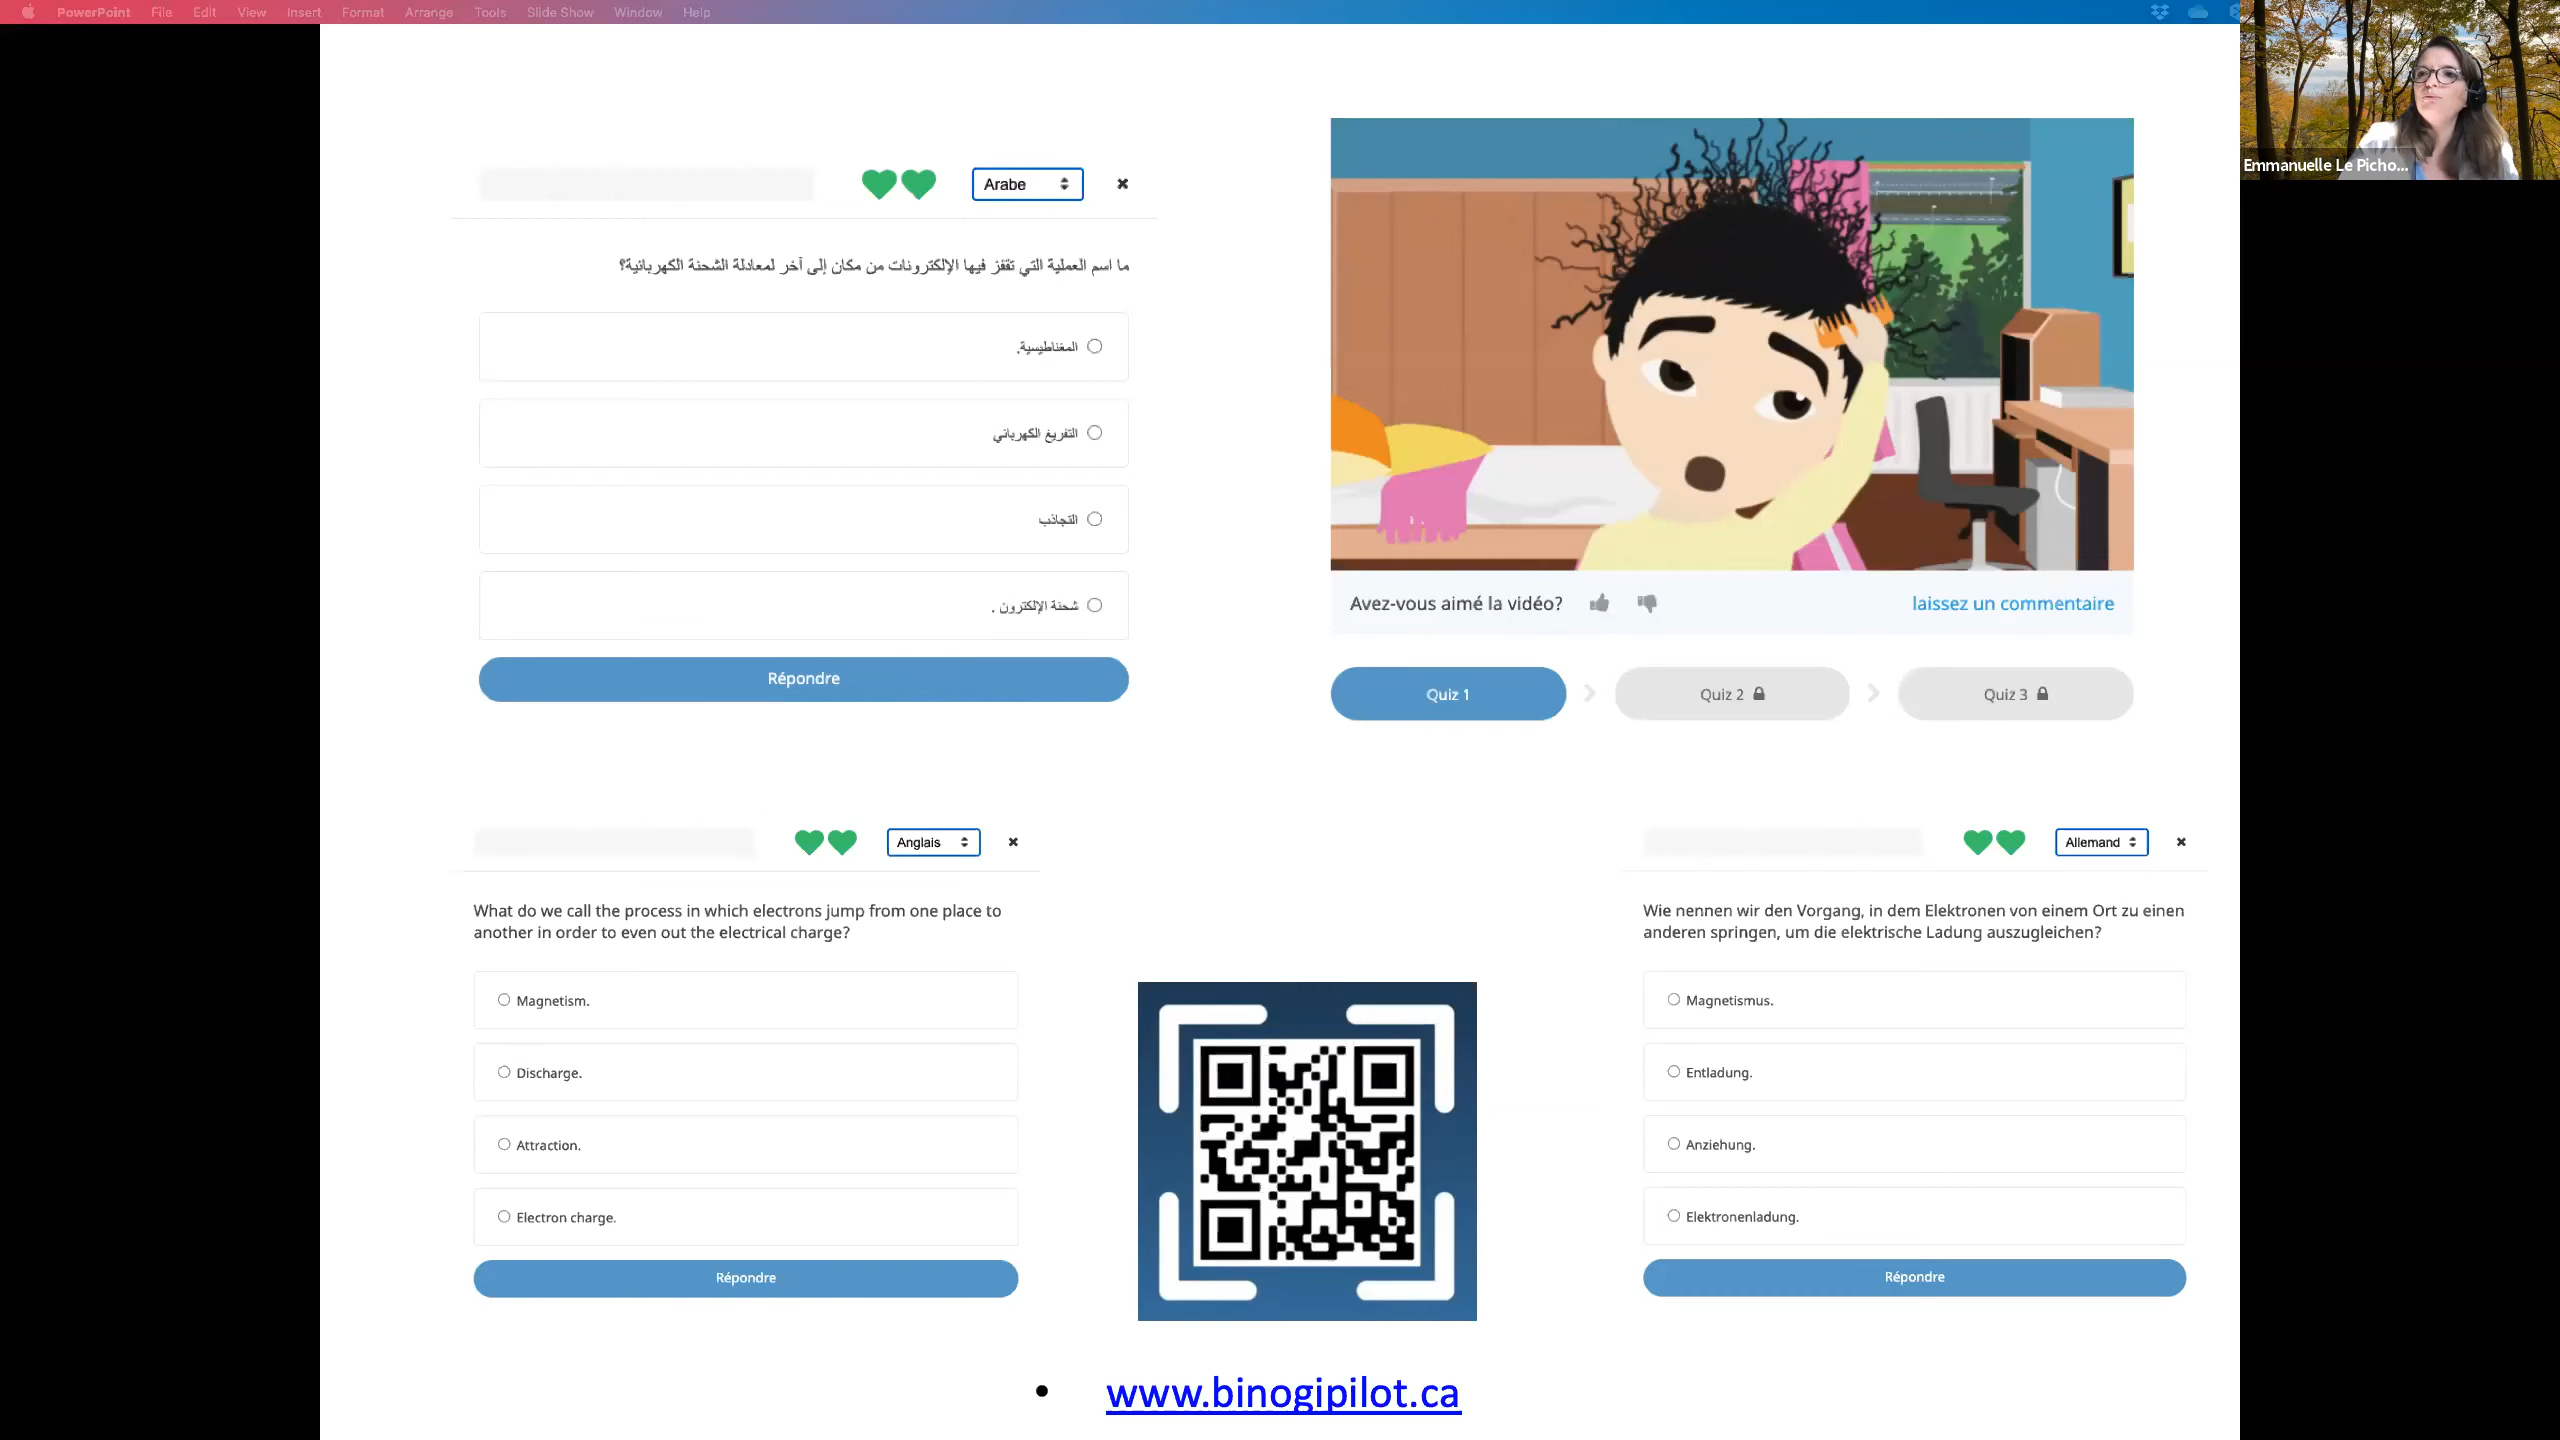 PowerPoint File Edit View Insert Format Arrange Tools Slide Show Window Help
Emmanuelle Le Picho...
Arabe
ما اسم العملية التي تقفز فيها الإلكترونات من مكان إلى آخر لمعادلة الشحنة الكهربائية؟
المغناطيسية.
التفريغ الكهربائي
التجاذب
شحنة الإلكترون .
Répondre
Avez-vous aimé la vidéo?
laissez un commentaire
Quiz 1
Quiz 2
Quiz 3
Anglais
What do we call the process in which electrons jump from one place to
another in order to even out the electrical charge?
Magnetism.
Discharge.
Attraction.
Electron charge.
Répondre
Allemand
Wie nennen wir den Vorgang, in dem Elektronen von einem Ort zu einen
anderen springen, um die elektrische Ladung auszugleichen?
Magnetismus.
Entladung.
Anziehung.
Elektronenladung.
Répondre
• www.binogipilot.ca